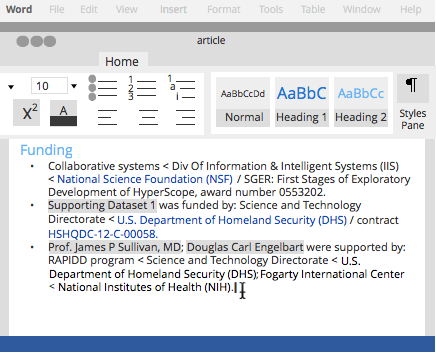 Word File Edit View Insert Format Tools Table Window Help
article
Home
10
1
2
3
1
a
i
X2
A
AaBbCcDd
AaBbC
AaBbCc
¶
Normal
Heading 1
Heading 2
Styles
Pane
Funding
• Collaborative systems < Div Of Information & Intelligent Systems (IIS)
< National Science Foundation (NSF) / SGER: First Stages of Exploratory
Development of HyperScope, award number 0553202.
• Supporting Dataset 1 was funded by: Science and Technology
Directorate < U.S. Department of Homeland Security (DHS) / contract
HSHQDC-12-C-00058.
• Prof. James P Sullivan, MD; Douglas Carl Engelbart were supported by:
RAPIDD program < Science and Technology Directorate < U.S.
Department of Homeland Security (DHS);Fogarty International Center
< National Institutes of Health (NIH).